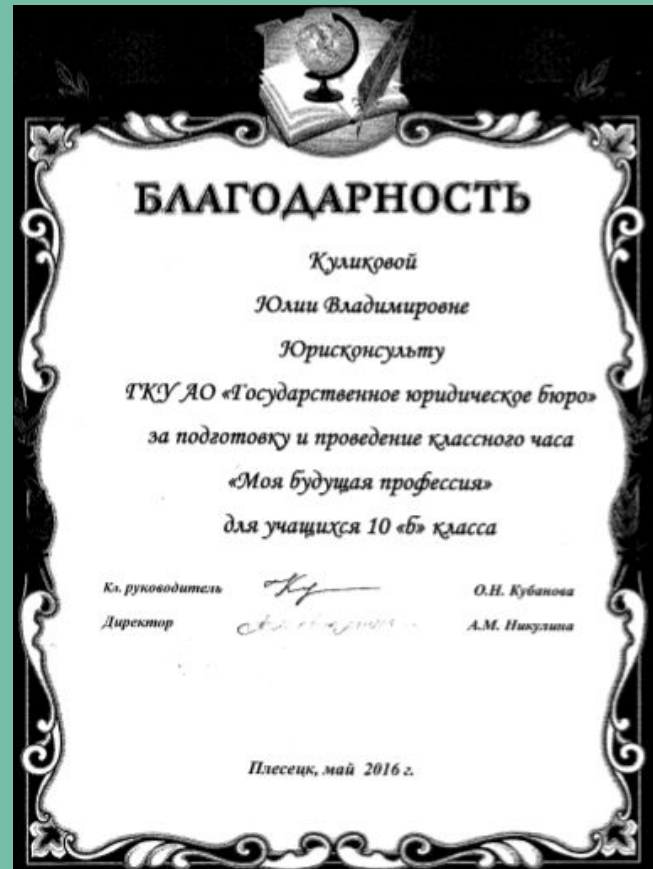 БЛАГОДАРНОСТЬ
Куликовой
Юлии Владимировне
Юрисконсульту
ГКУ АО «Государственное юридическое бюро»
за подготовку и проведение классного часа
«Моя будущая профессия»
для учащихся 10 «б» класса
Кл. руководитель О.Н. Кубанова
Директор А.М. Никулина
Плесецк, май 2016 г.